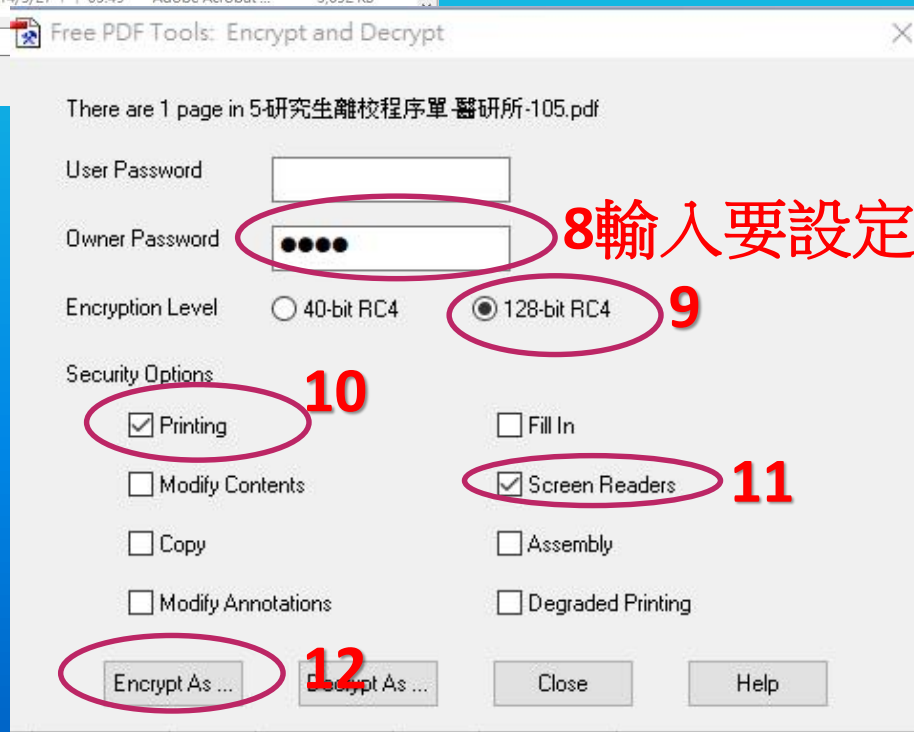 Free PDF Tools: Encrypt and Decrypt
There are 1 page in 5-研究生離校程序單-醫研所-105.pdf
User Password
Owner Password ●●●● 8輸入要設定
Encryption Level 40-bit RC4 128-bit RC4 9
Security Options 10
Printing Fill In
Modify Contents Screen Readers 11
Copy Assembly
Modify Annotations Degraded Printing
12
Encrypt As ... Decrypt As ... Close Help